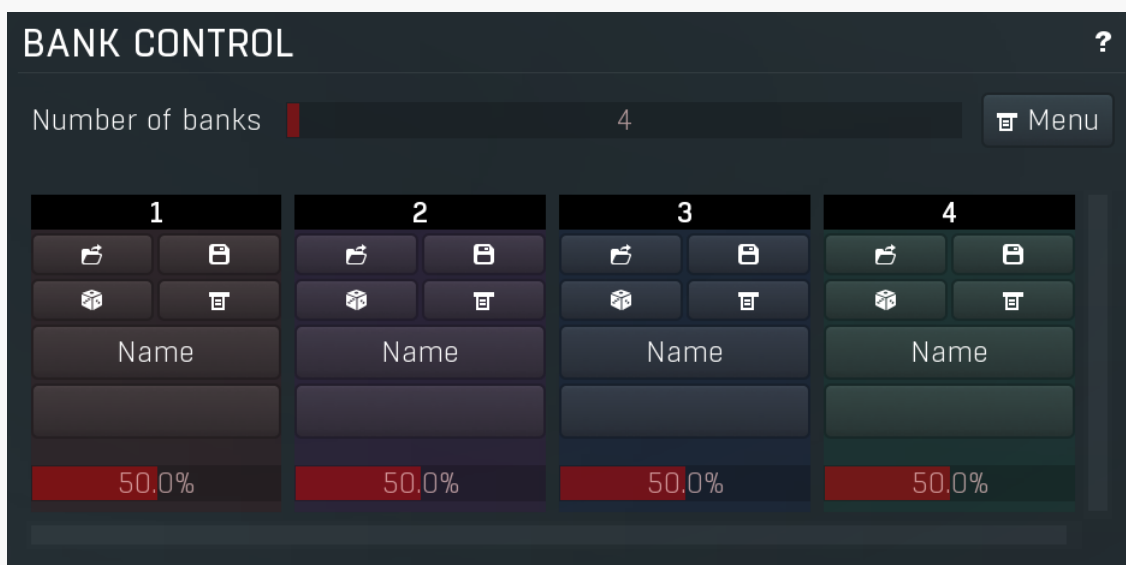 BANK CONTROL ?
Number of banks 4 Menu
1 2 3 4
Name Name Name Name
50.0% 50.0% 50.0% 50.0%